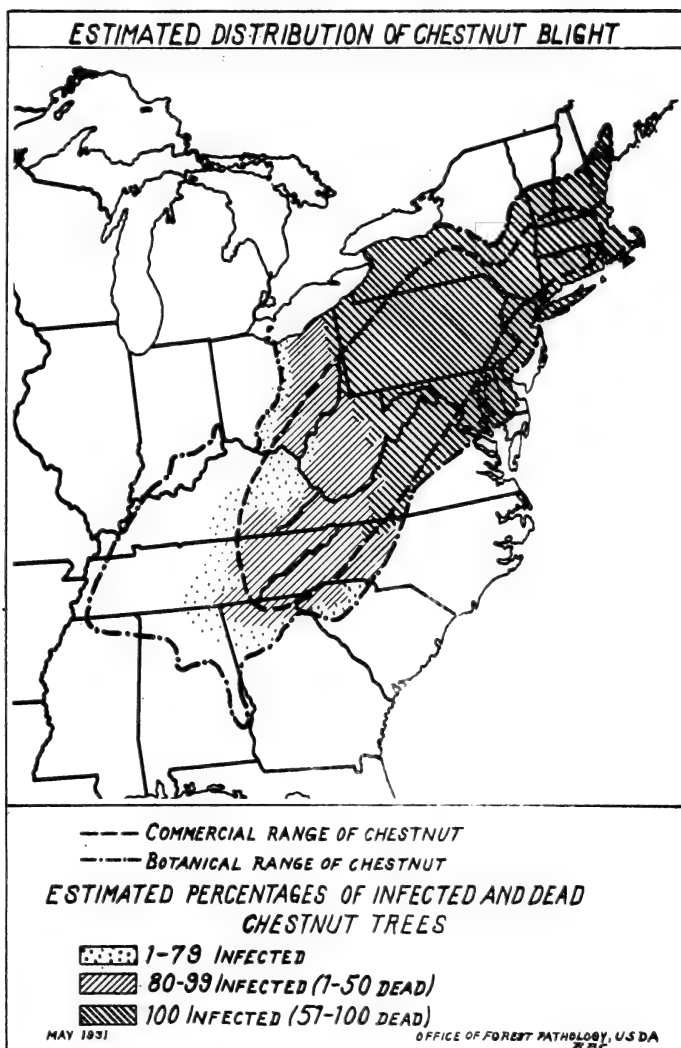 ESTIMATED DISTRIBUTION OF CHESTNUT BLIGHT
COMMERCIAL RANGE OF CHESTNUT
BOTANICAL RANGE OF CHESTNUT
ESTIMATED PERCENTAGES OF INFECTED AND DEAD
CHESTNUT TREES
1-79 INFECTED
80-99 INFECTED (1-50 DEAD)
100 INFECTED (51-100 DEAD)
MAY 1931
OFFICE OF FOREST PATHOLOGY, USDA